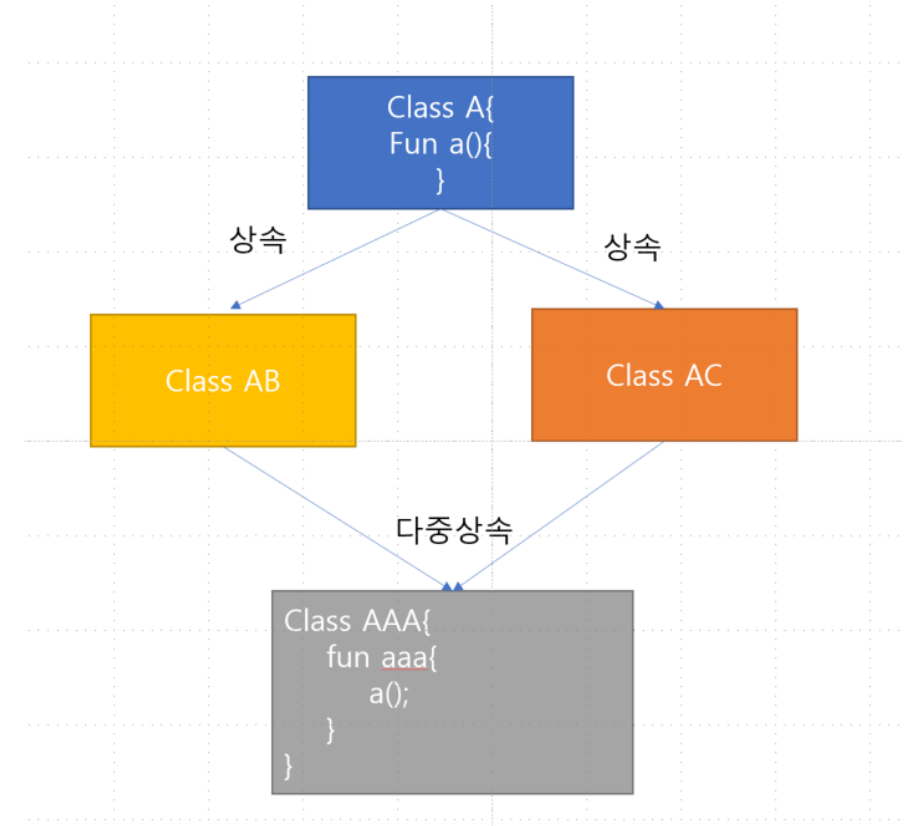 Class A{
Fun a(){
}
상속
상속
Class AB
Class AC
다중상속
Class AAA{
fun aaa{
a();
}
}